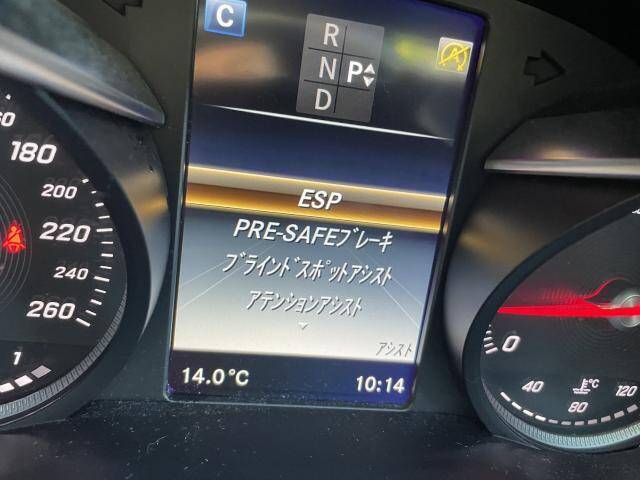 C
R
N P
D
A
ESP
PRE-SAFEブレーキ
ブラインドスポットアシスト
アテンションアシスト
アシスト
14.0°C
10:14
60
180
200
220
240
260
1
0
40
80
120
°C